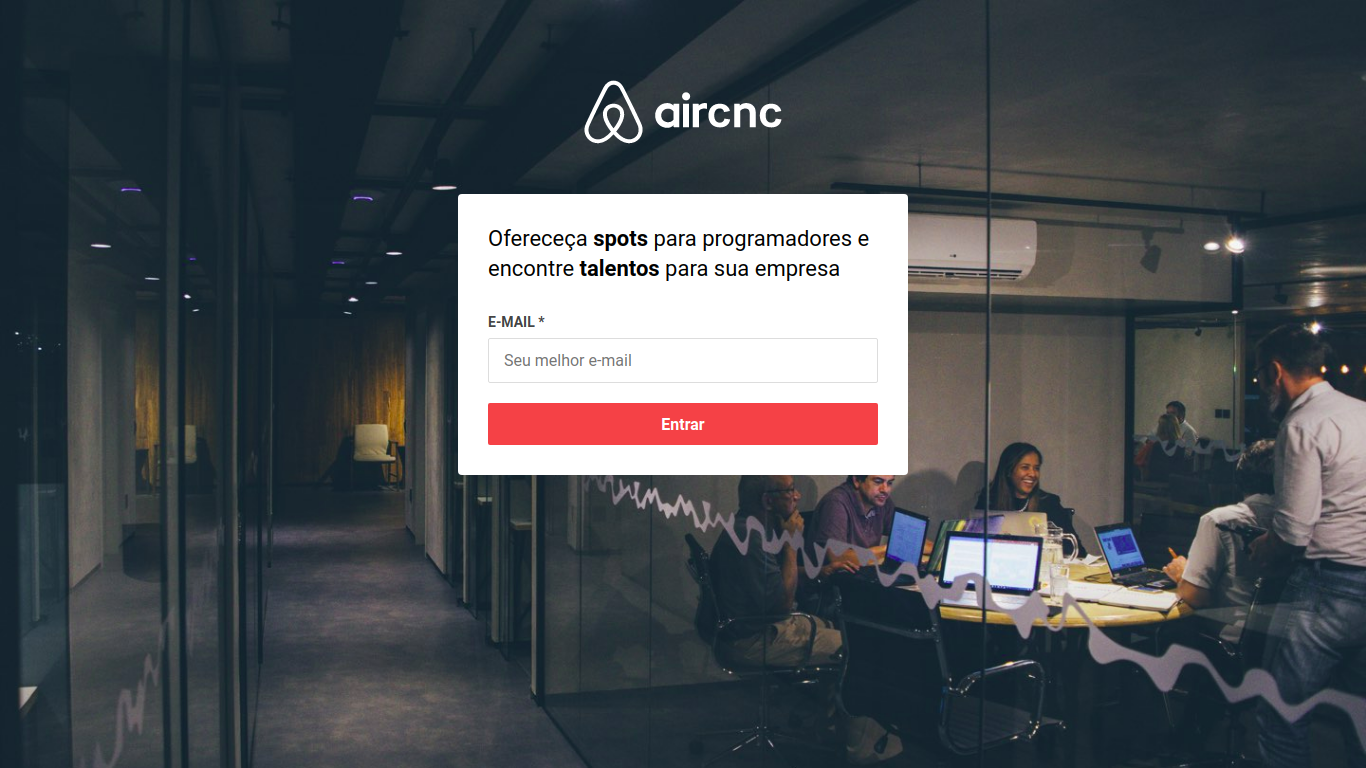 aircnc
Ofereceça spots para programadores e
encontre talentos para sua empresa
E-MAIL *
Seu melhor e-mail
Entrar